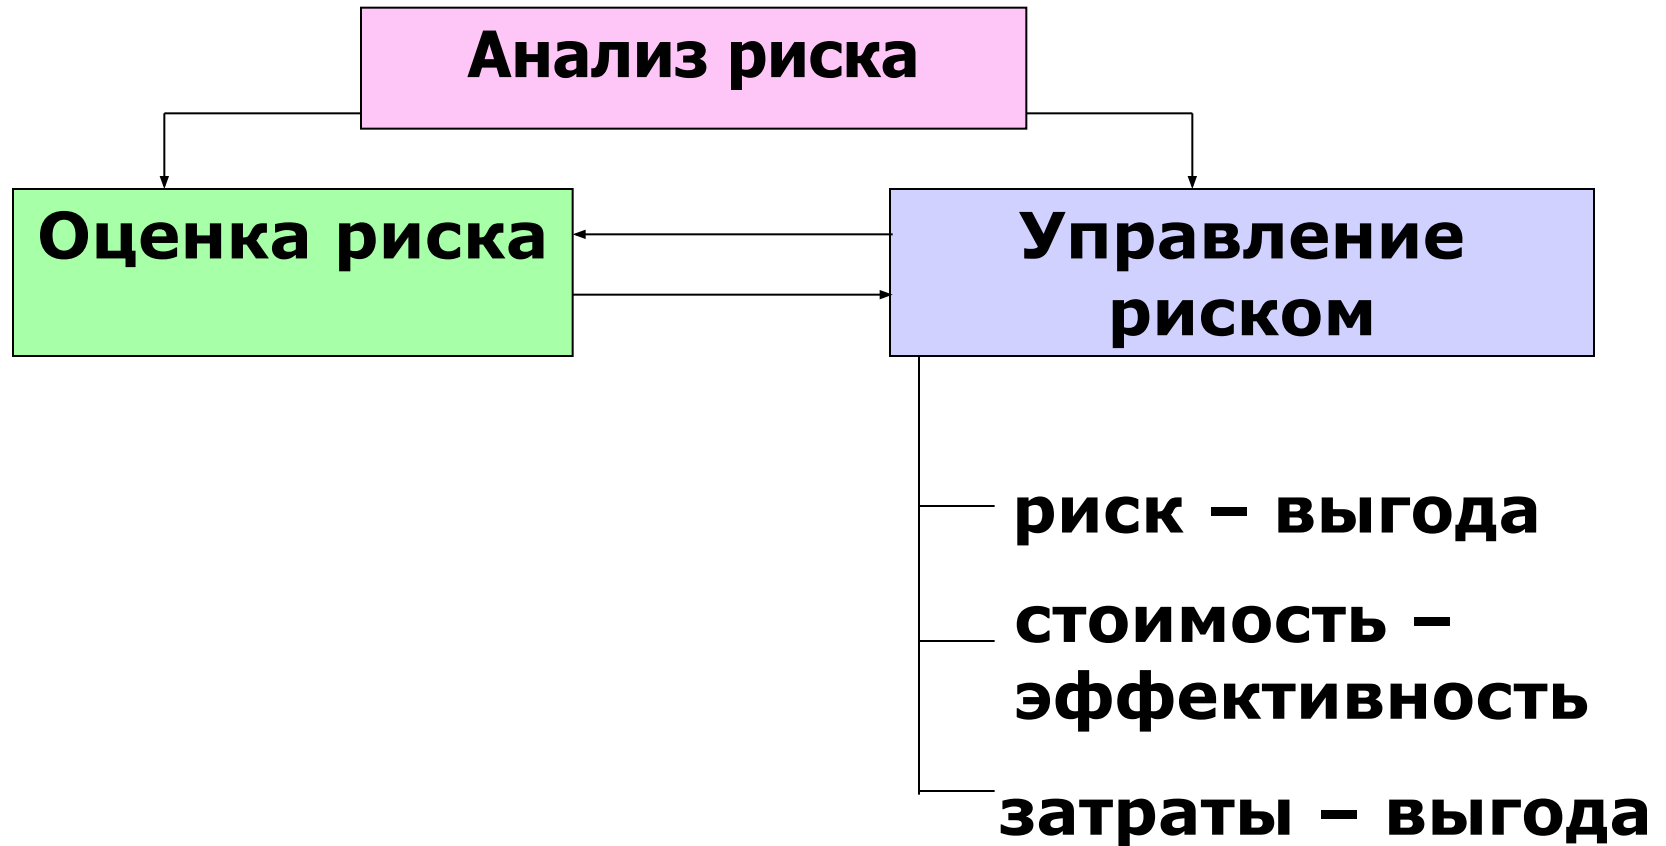 Анализ риска
Оценка риска
Управление
риском
риск – выгода
стоимость –
эффективность
затраты – выгода